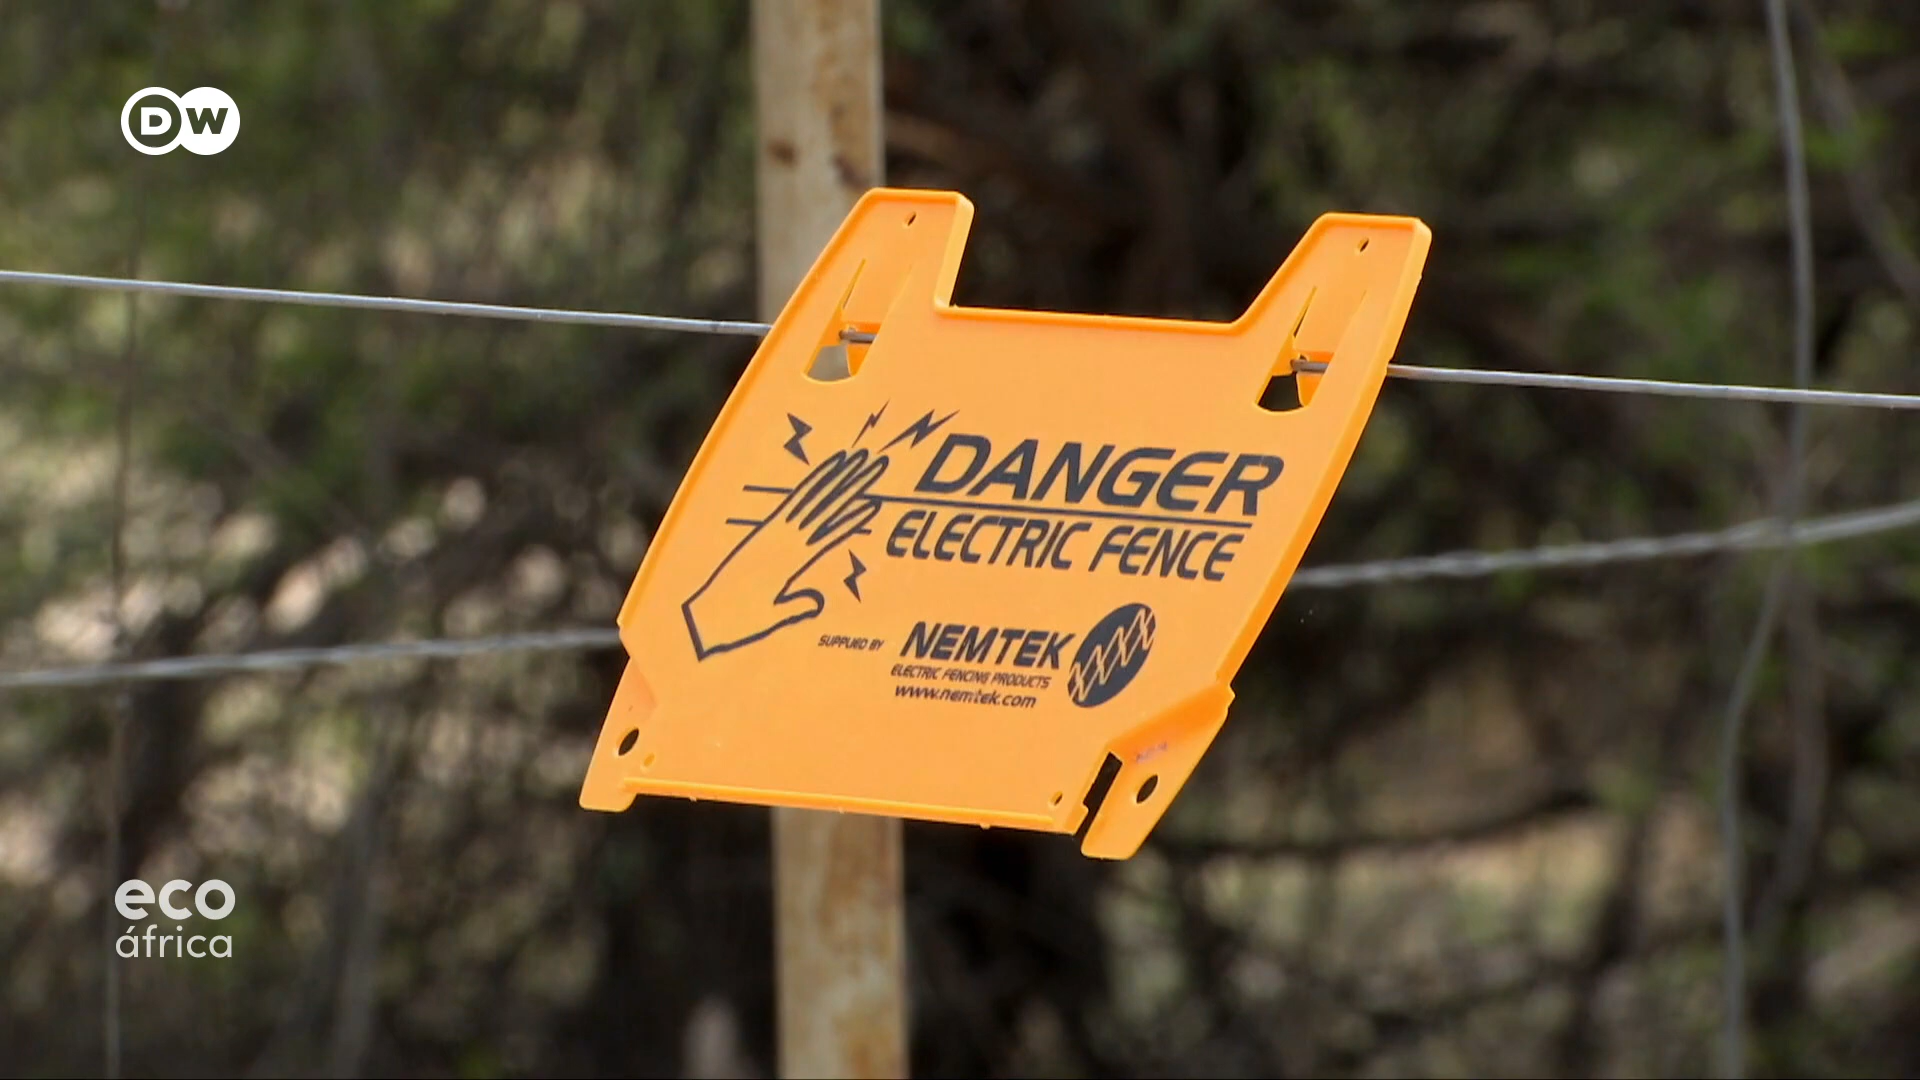 DW
DANGER
ELECTRIC FENCE
SUPPLIED BY
NEMTEK
ELECTRIC FENCING PRODUCTS
www.nemtek.com
eco
áfrica